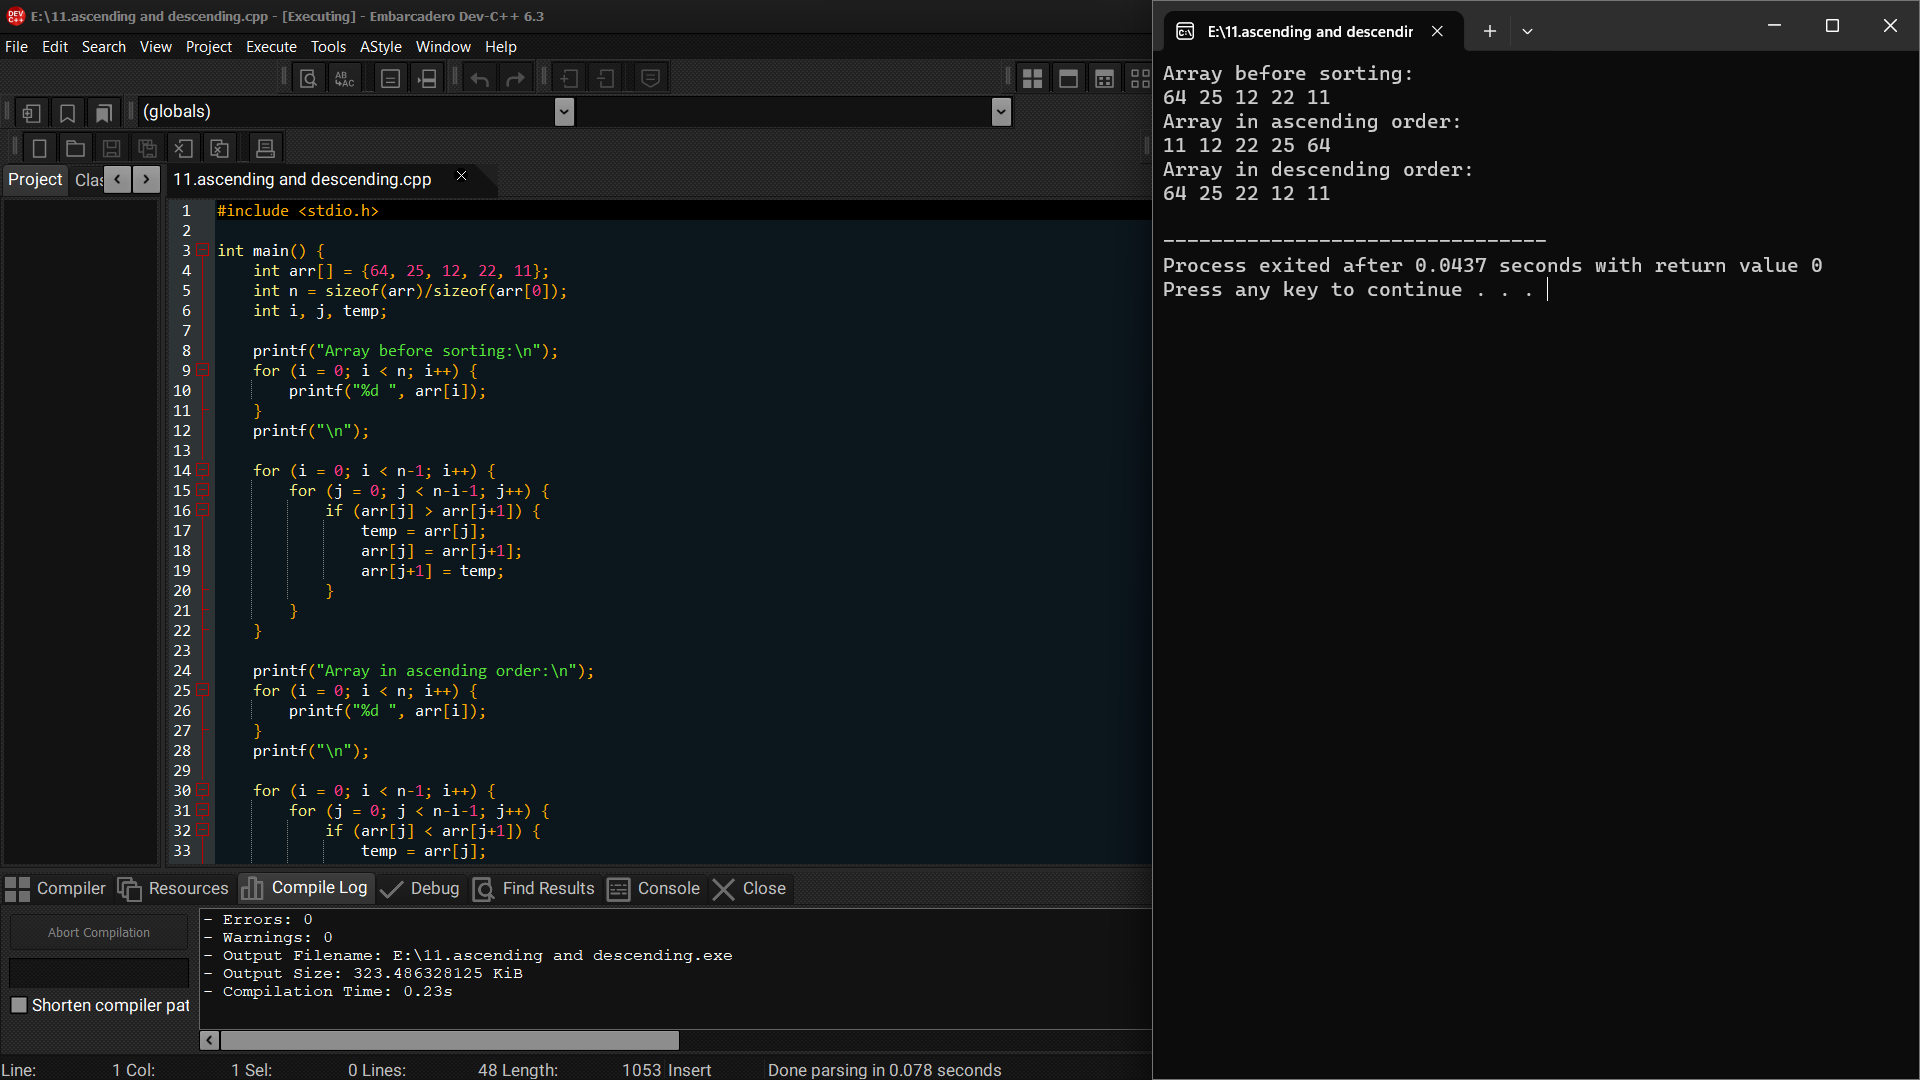 E:\11.ascending and descending.cpp - [Executing] - Embarcadero Dev-C++ 6.3
File Edit Search View Project Execute Tools AStyle Window Help
(globals)
Project Clas
11.ascending and descending.cpp
1 #include <stdio.h>
2
3 int main() {
4     int arr[] = {64, 25, 12, 22, 11};
5     int n = sizeof(arr)/sizeof(arr[0]);
6     int i, j, temp;
7
8     printf("Array before sorting:\n");
9     for (i = 0; i < n; i++) {
10         printf("%d ", arr[i]);
11     }
12     printf("\n");
13
14     for (i = 0; i < n-1; i++) {
15         for (j = 0; j < n-i-1; j++) {
16             if (arr[j] > arr[j+1]) {
17                 temp = arr[j];
18                 arr[j] = arr[j+1];
19                 arr[j+1] = temp;
20             }
21         }
22     }
23
24     printf("Array in ascending order:\n");
25     for (i = 0; i < n; i++) {
26         printf("%d ", arr[i]);
27     }
28     printf("\n");
29
30     for (i = 0; i < n-1; i++) {
31         for (j = 0; j < n-i-1; j++) {
32             if (arr[j] < arr[j+1]) {
33                 temp = arr[j];
Compiler Resources Compile Log Debug Find Results Console Close
Abort Compilation
Shorten compiler pat
- Errors: 0
- Warnings: 0
- Output Filename: E:\11.ascending and descending.exe
- Output Size: 323.486328125 KiB
- Compilation Time: 0.23s
Line: 1 Col: 1 Sel: 0 Lines: 48 Length: 1053 Insert Done parsing in 0.078 seconds
E:\11.ascending and descendir
Array before sorting:
64 25 12 22 11
Array in ascending order:
11 12 22 25 64
Array in descending order:
64 25 22 12 11
--------------------------------
Process exited after 0.0437 seconds with return value 0
Press any key to continue . . .